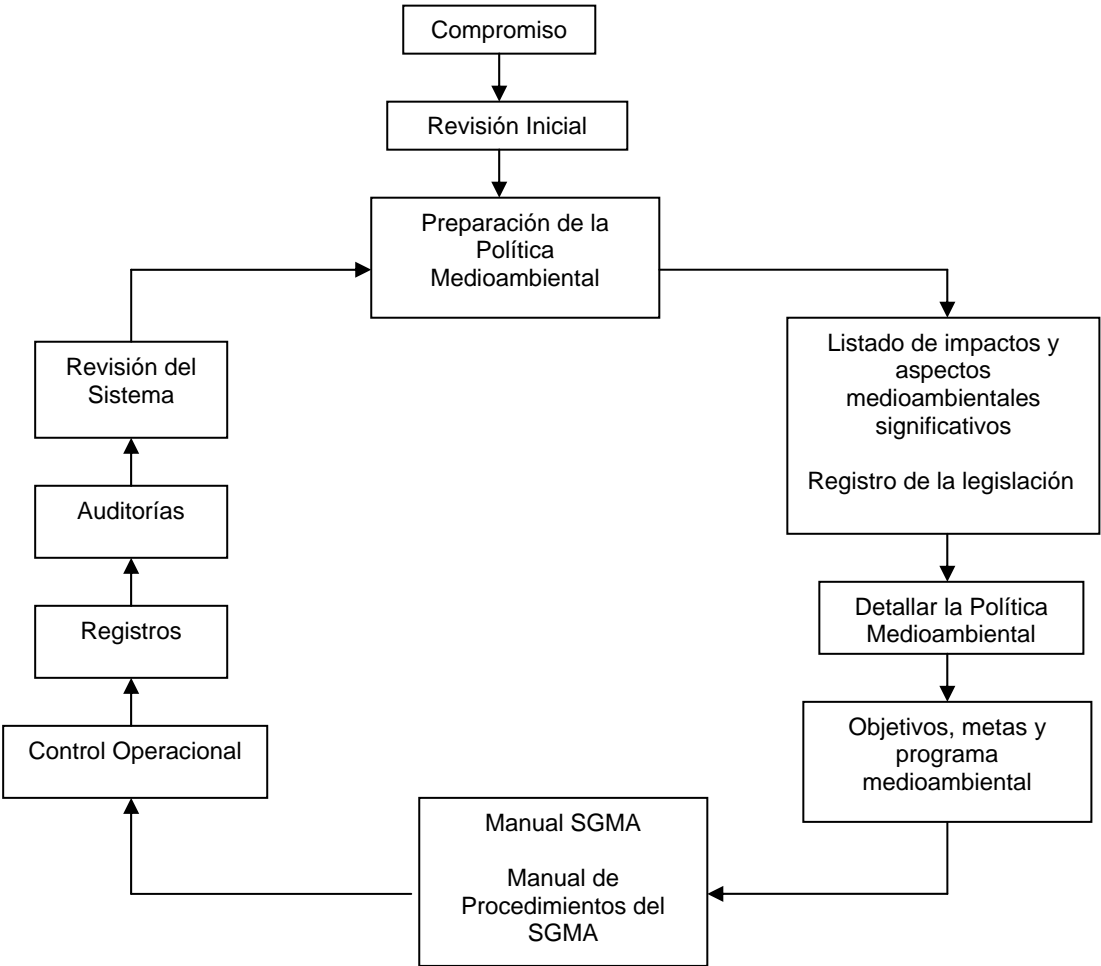 Compromiso
Revisión Inicial
Preparación de la
Política
Medioambiental
Listado de impactos y
aspectos
medioambientales
significativos
Registro de la legislación
Detallar la Política
Medioambiental
Objetivos, metas y
programa
medioambiental
Manual SGMA
Manual de
Procedimientos del
SGMA
Control Operacional
Registros
Auditorías
Revisión del
Sistema